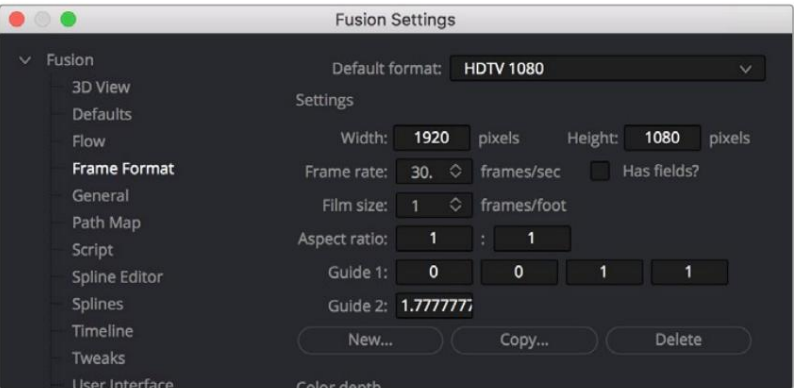 Fusion Settings
Fusion
3D View
Defaults
Flow
Frame Format
General
Path Map
Script
Spline Editor
Splines
Timeline
Tweaks
User Interface
Default format: HDTV 1080
Settings
Width: 1920 pixels Height: 1080 pixels
Frame rate: 30. frames/sec Has fields?
Film size: 1 frames/foot
Aspect ratio: 1 : 1
Guide 1: 0 0 1 1
Guide 2: 1.7777777
New... Copy... Delete
Color depth